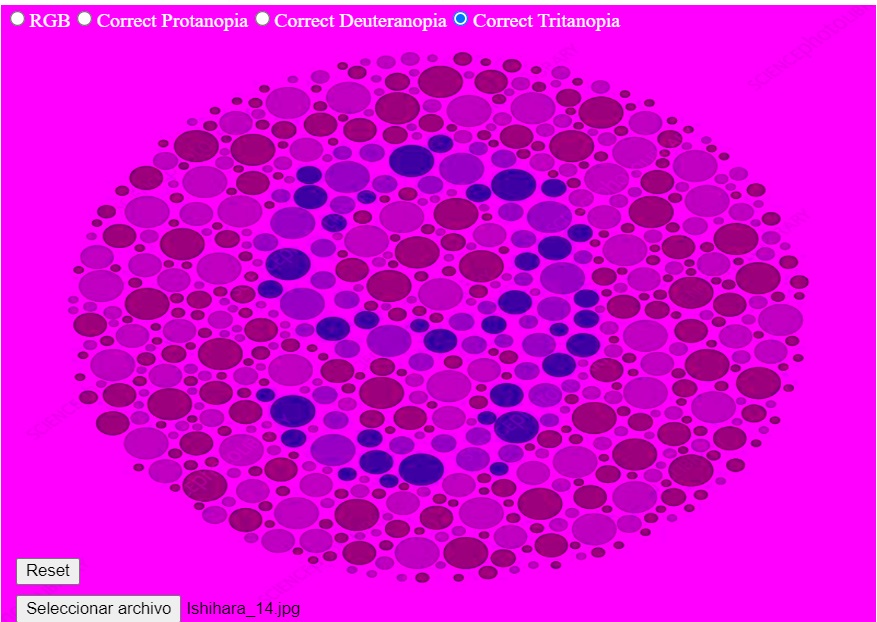 RGB Correct Protanopia Correct Deuteranopia Correct Tritanopia
Reset
Seleccionar archivo Ishihara_14.jpg